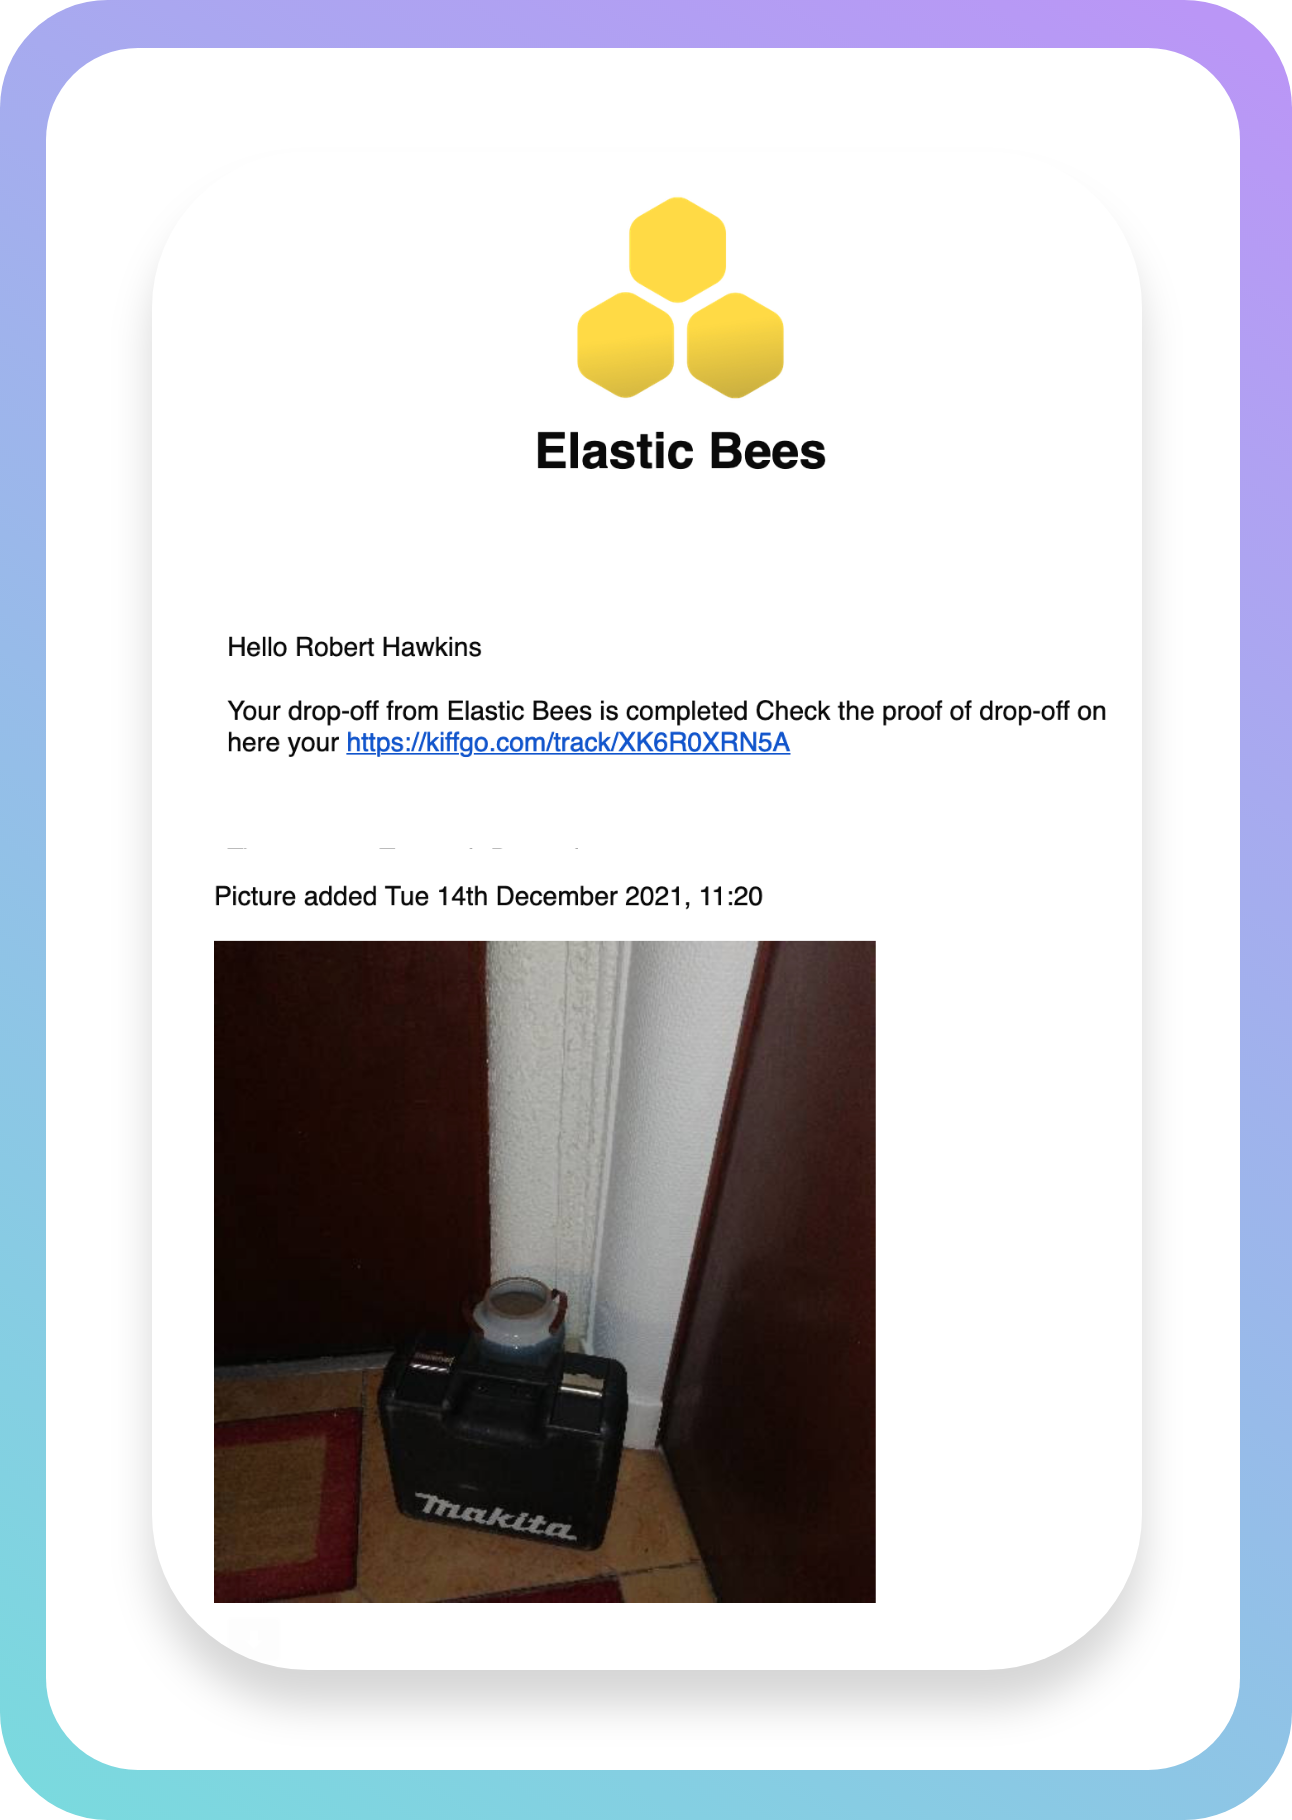 Elastic Bees
Hello Robert Hawkins
Your drop-off from Elastic Bees is completed Check the proof of drop-off on
here your https://kiffgo.com/track/XK6R0XRN5A
Picture added Tue 14th December 2021, 11:20
makita